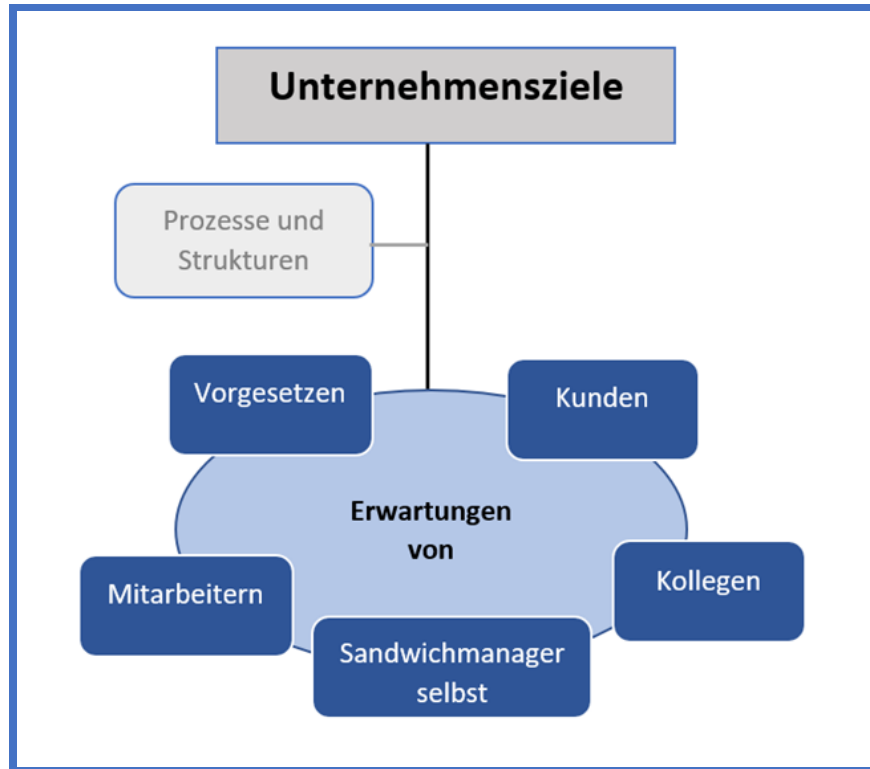 Unternehmensziele
Prozesse und
Strukturen
Vorgesetzen
Kunden
Erwartungen
von
Mitarbeitern
Kollegen
Sandwichmanager
selbst